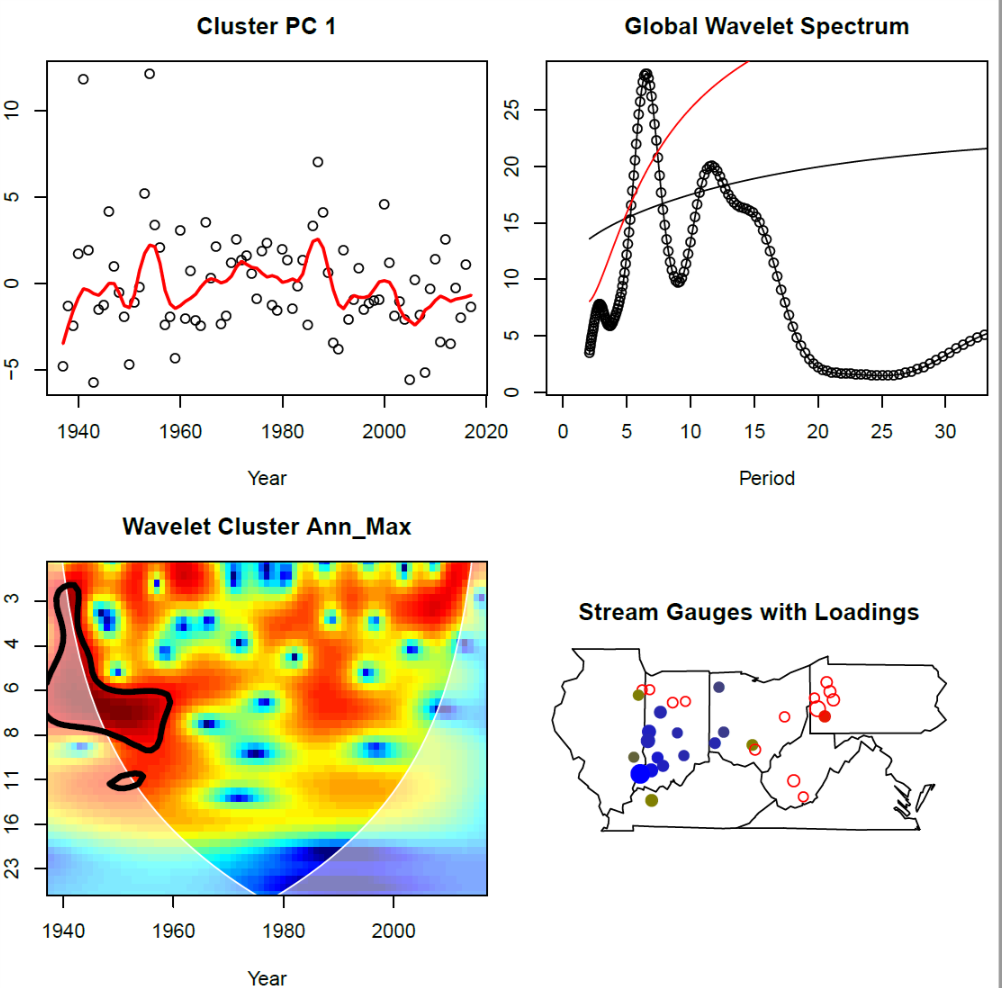 Cluster PC 1
10
5
0
−5
1940 1960 1980 2000 2020
Year
Global Wavelet Spectrum
25
20
15
10
5
0
0 5 10 15 20 25 30
Period
Wavelet Cluster Ann_Max
3
4
6
8
11
16
23
1940 1960 1980 2000
Year
Stream Gauges with Loadings